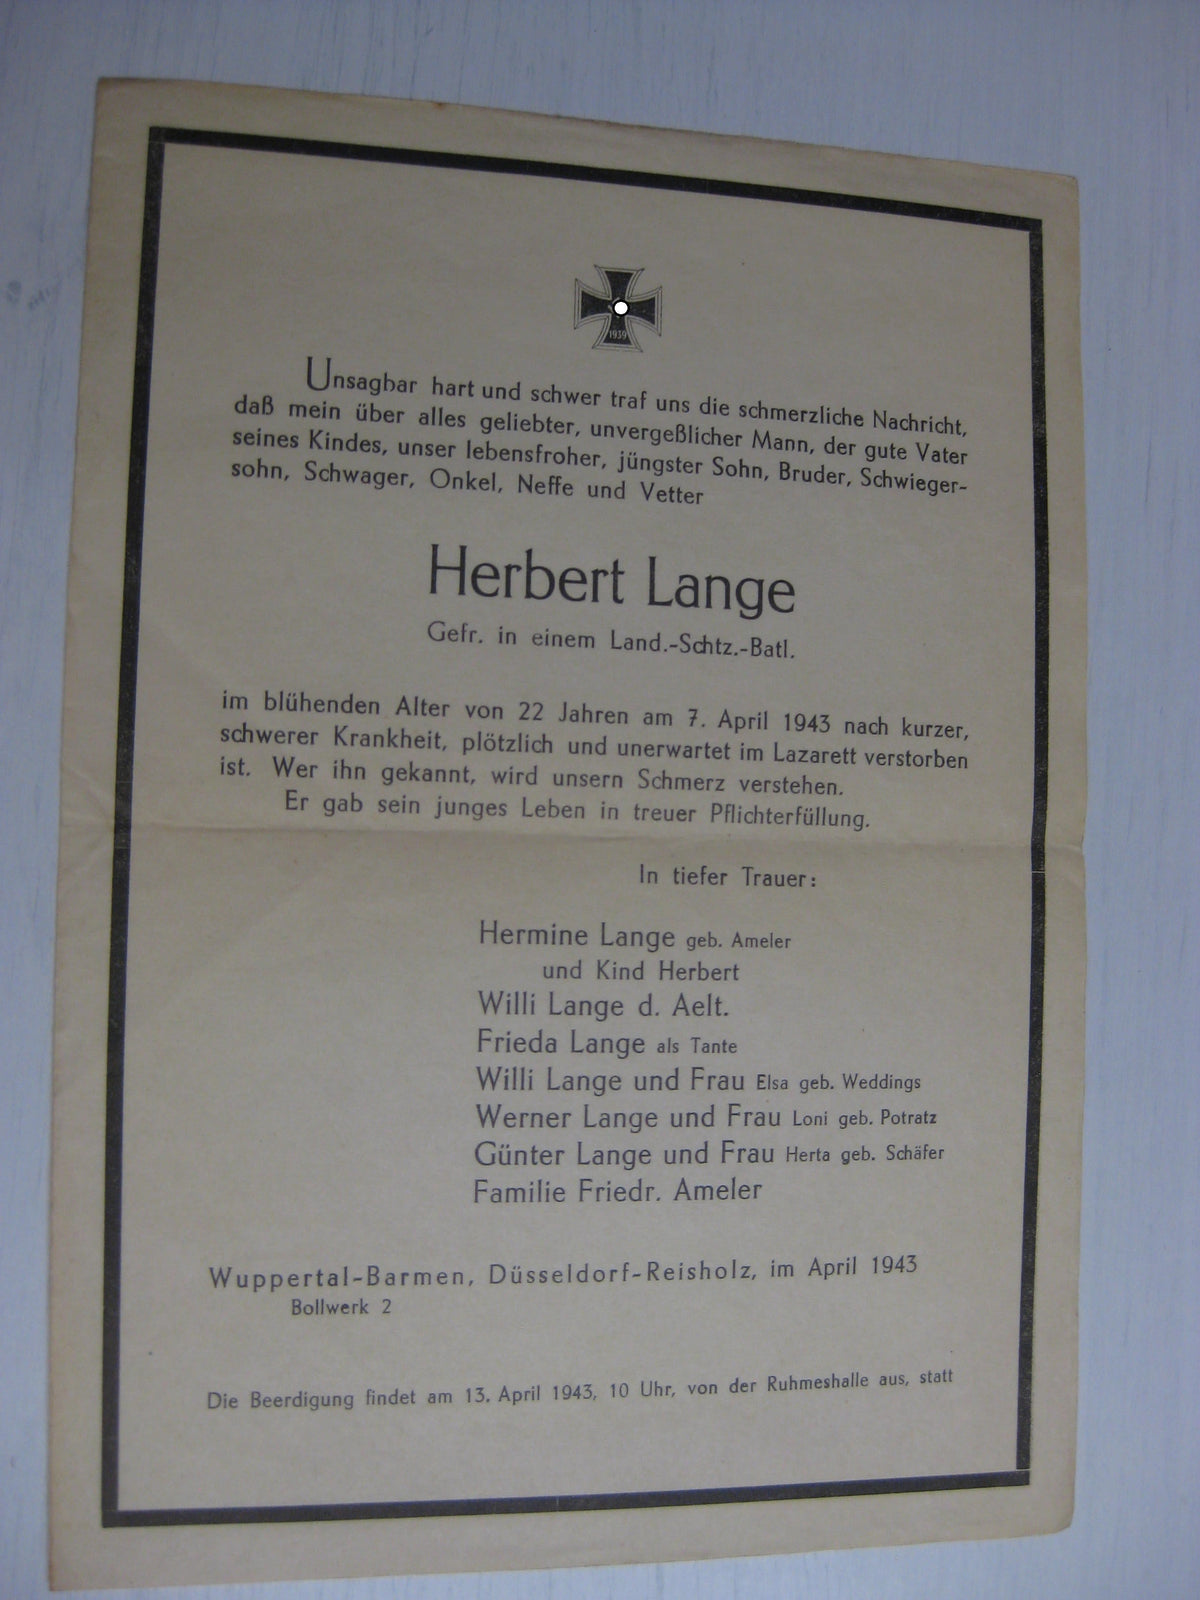 1939
Unsagbar hart und schwer traf uns die schmerzliche Nachricht,
daß mein über alles geliebter, unvergeßlicher Mann, der gute Vater
seines Kindes, unser lebensfroher, jüngster Sohn, Bruder, Schwieger-
sohn, Schwager, Onkel, Neffe und Vetter
Herbert Lange
Gefr. in einem Land.-Schtz.-Batl.
im blühenden Alter von 22 Jahren am 7. April 1943 nach kurzer,
schwerer Krankheit, plötzlich und unerwartet im Lazarett verstorben
ist. Wer ihn gekannt, wird unsern Schmerz verstehen.
Er gab sein junges Leben in treuer Pflichterfüllung.
In tiefer Trauer:
Hermine Lange geb. Ameler
und Kind Herbert
Willi Lange d. Aelt.
Frieda Lange als Tante
Willi Lange und Frau Elsa geb. Weddings
Werner Lange und Frau Loni geb. Potratz
Günter Lange und Frau Herta geb. Schäfer
Familie Friedr. Ameler
Wuppertal-Barmen, Düsseldorf-Reisholz, im April 1943
Bollwerk 2
Die Beerdigung findet am 13. April 1943, 10 Uhr, von der Ruhmeshalle aus, statt